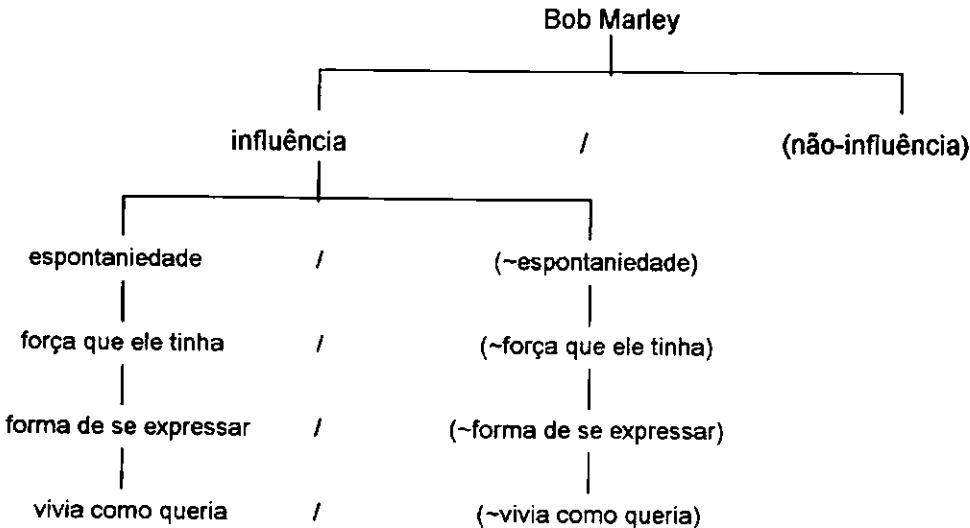 Bob Marley
influência / (não-influência)
espontaniedade / (~espontaniedade)
força que ele tinha / (~força que ele tinha)
forma de se expressar / (~forma de se expressar)
vivia como queria / (~vivia como queria)